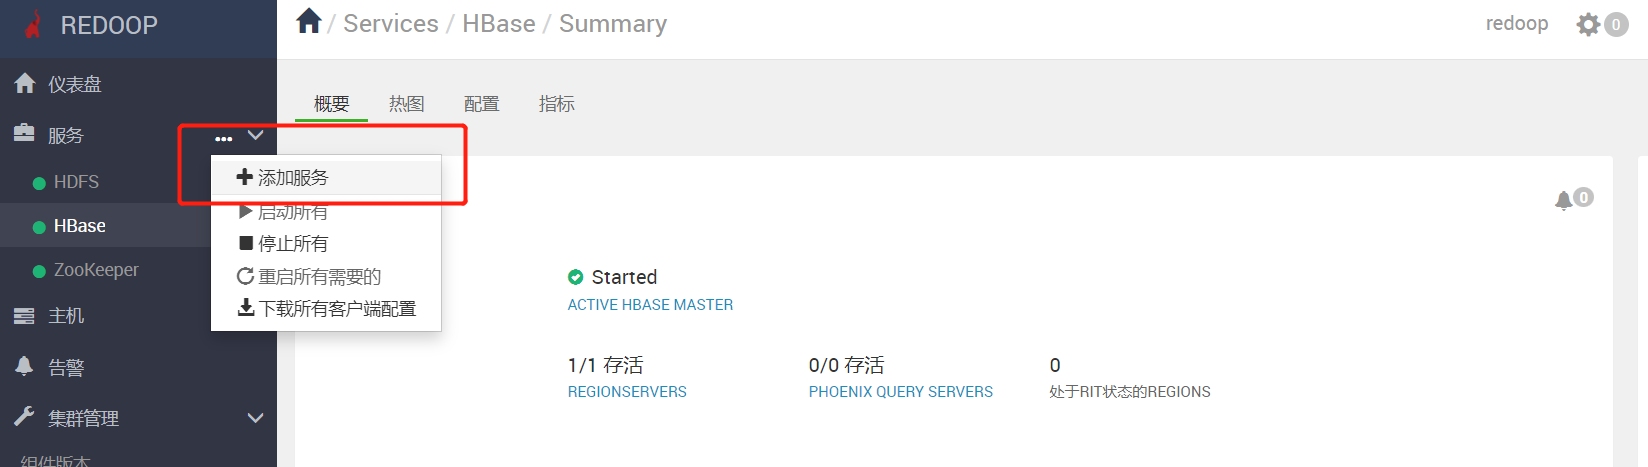 REDOOP
/ Services / HBase / Summary
redoop
0
仪表盘
服务
HDFS
HBase
ZooKeeper
主机
告警
集群管理
组件版本
添加服务
启动所有
停止所有
重启所有需要的
下载所有客户端配置
概要
热图
配置
指标
0
Started
ACTIVE HBASE MASTER
1/1 存活
REGIONSERVERS
0/0 存活
PHOENIX QUERY SERVERS
0
处于RIT状态的REGIONS